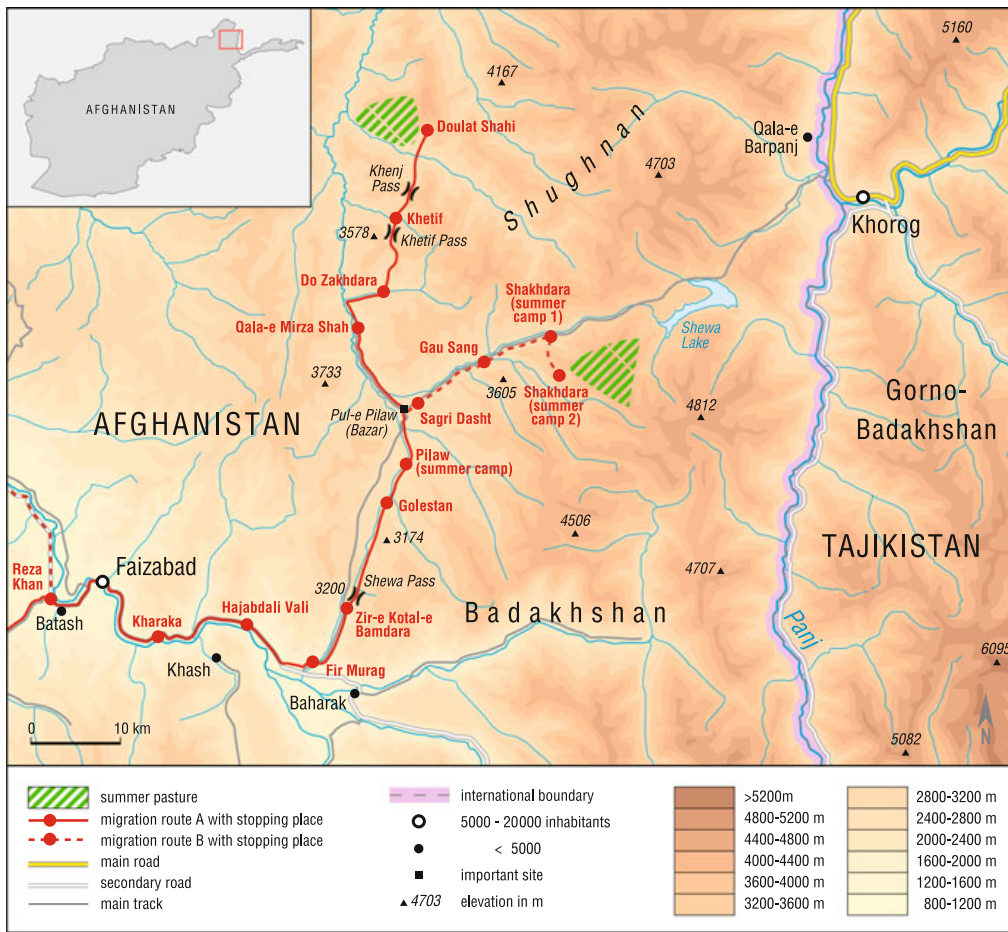 AFGHANISTAN
5160
4167
Doulat Shahi
Qala-e
Barpanj
Khenj
Pass
Shughnan
4703
Khetif
3578
Khetif Pass
Khorog
Do Zakhdara
Shakhdara
(summer
camp 1)
Qala-e Mirza Shah
Shewa
Lake
Gau Sang
3733
3605
Shakhdara
(summer
camp 2)
Gorno-
Badakhshan
AFGHANISTAN
Pul-e Pilaw
(Bazar)
Sagri Dasht
4812
Pilaw
(summer camp)
Golestan
4506
TAJIKISTAN
3174
Reza
Khan
Faizabad
4707
3200
Shewa Pass
Batash
Kharaka
Hajabdali Vali
Zir-e Kotal-e
Bamdara
Badakhshan
Panj
Khash
Fir Murag
6095
Baharak
0
10 km
N
5082
summer pasture
migration route A with stopping place
migration route B with stopping place
main road
secondary road
main track
international boundary
5000 - 20000 inhabitants
< 5000
important site
4703 elevation in m
>5200m
4800-5200 m
4400-4800 m
4000-4400 m
3600-4000 m
3200-3600 m
2800-3200 m
2400-2800 m
2000-2400 m
1600-2000 m
1200-1600 m
800-1200 m